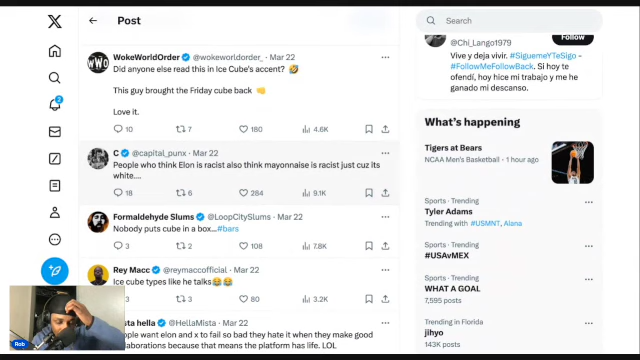 Post
Search
WokeWorldOrder @wokeworldorder_ · Mar 22
Did anyone else read this in Ice Cube's accent? 🤣
This guy brought the Friday cube back 👊
Love it.
10 7 180 4.6K
C @capital_punx · Mar 22
People who think Elon is racist also think mayonnaise is racist just cuz its
white....
18 6 284 9.1K
Formaldehyde Slums @LoopCitySlums · Mar 22
Nobody puts cube in a box...#bars
3 2 108 7.8K
Rey Macc @reymaccofficial · Mar 22
Ice cube types like he talks😂😂
3 3 80 3.2K
ista hella @HellaMista · Mar 22
eople want elon and x to fail so bad they hate it when they make good
llaborations because that means the platform has life. LOL
Rob
Follow
@Chi_Lango1979
Vive y deja vivir. #SiguemeYTeSigo -
#FollowMeFollowBack. Si hoy te
ofendí, hoy hice mi trabajo y me he
ganado mi descanso.
What's happening
Tigers at Bears
NCAA Men's Basketball · 1 hour ago
Sports · Trending
Tyler Adams
Trending with #USMNT, Alana
Sports · Trending
#USAvMEX
Sports · Trending
WHAT A GOAL
7,595 posts
Trending in Florida
jihyo
143K posts